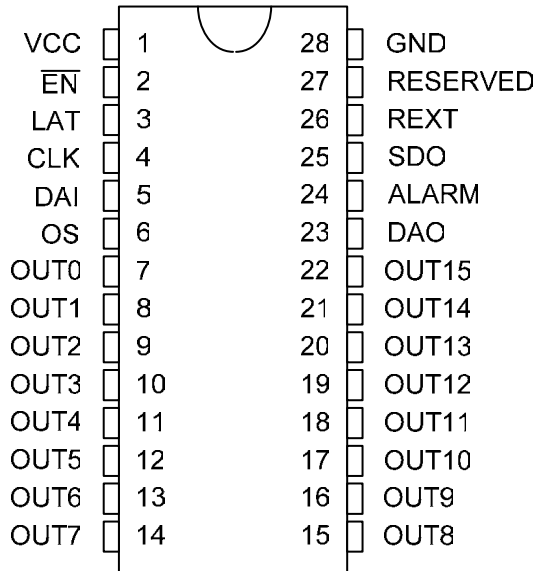 VCC 1 28 GND
EN 2 27 RESERVED
LAT 3 26 REXT
CLK 4 25 SDO
DAI 5 24 ALARM
OS 6 23 DAO
OUT0 7 22 OUT15
OUT1 8 21 OUT14
OUT2 9 20 OUT13
OUT3 10 19 OUT12
OUT4 11 18 OUT11
OUT5 12 17 OUT10
OUT6 13 16 OUT9
OUT7 14 15 OUT8